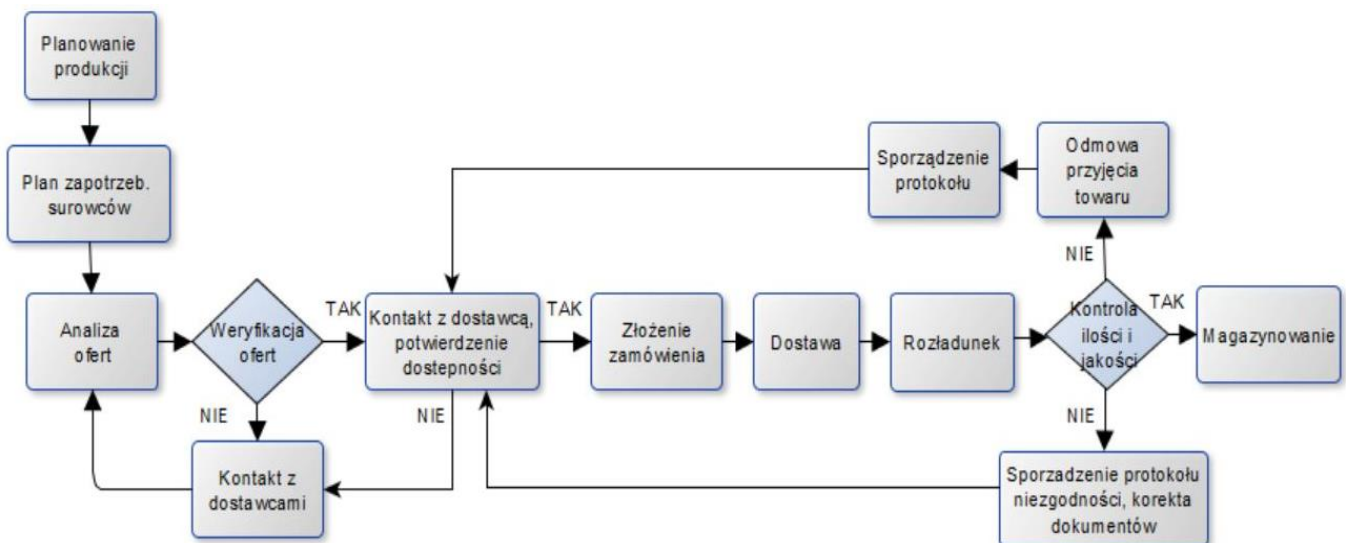 Planowanie
produkcji
Plan zapotrzeb.
surowców
Analiza
ofert
Weryfikacja
ofert
TAK
NIE
Kontakt z
dostawcami
Kontakt z dostawcą,
potwierdzenie
dostepności
TAK
NIE
Złożenie
zamówienia
Dostawa
Rozładunek
Kontrola
ilości i
jakości
TAK
Magazynowanie
NIE
Odmowa
przyjęcia
towaru
Sporządzenie
protokołu
NIE
Sporzadzenie protokołu
niezgodności, korekta
dokumentów